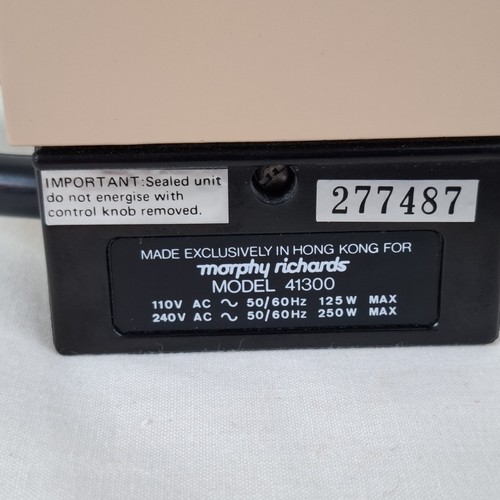 IMPORTANT:Sealed unit
do not energise with
control knob removed.
277487
MADE EXCLUSIVELY IN HONG KONG FOR
morphy richards
MODEL 41300
110V AC ~ 50/60Hz 125W MAX
240V AC ~ 50/60Hz 250W MAX